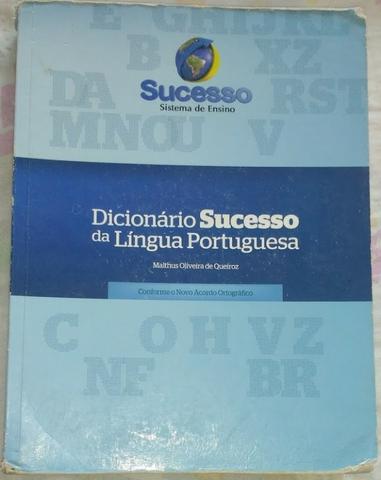 E GHIJKL
B XZ
DA RST
MNOU V
Sucesso
Sistema de Ensino
Dicionário Sucesso
da Língua Portuguesa
Malthus Oliveira de Queiroz
Conforme o Novo Acordo Ortográfico
C OHVZ
NF BR